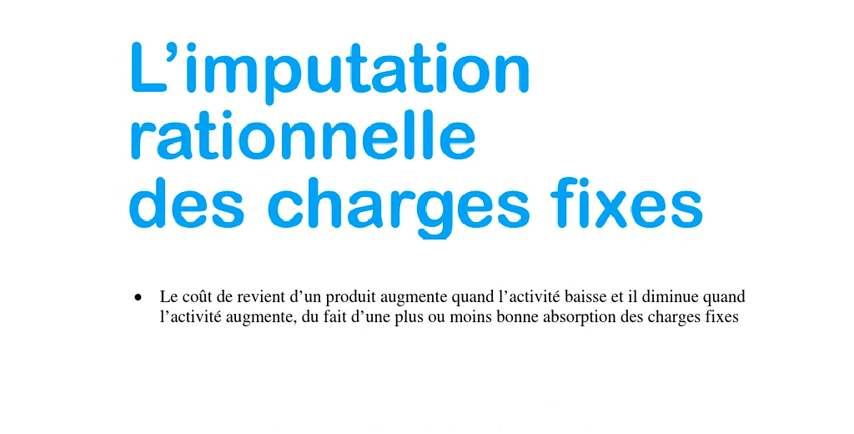 L’imputation
rationnelle
des charges fixes
• Le coût de revient d’un produit augmente quand l’activité baisse et il diminue quand
l’activité augmente, du fait d’une plus ou moins bonne absorption des charges fixes